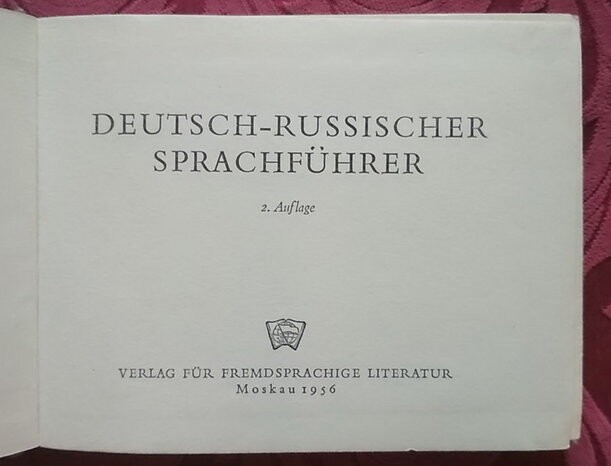 DEUTSCH-RUSSISCHER
SPRACHFÜHRER
2. Auflage
VERLAG FÜR FREMDSPRACHIGE LITERATUR
Moskau 1956